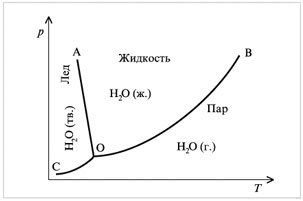 p
A
Лед
Жидкость
B
H₂O (тв.)
H₂O (ж.)
Пар
O
H₂O (г.)
C
T